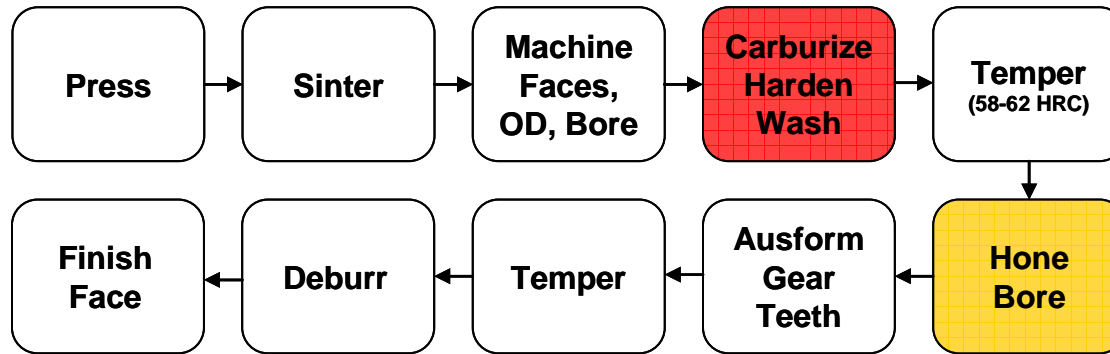 Press
Sinter
Machine
Faces,
OD, Bore
Carburize
Harden
Wash
Temper
(58-62 HRC)
Hone
Bore
Ausform
Gear
Teeth
Temper
Deburr
Finish
Face